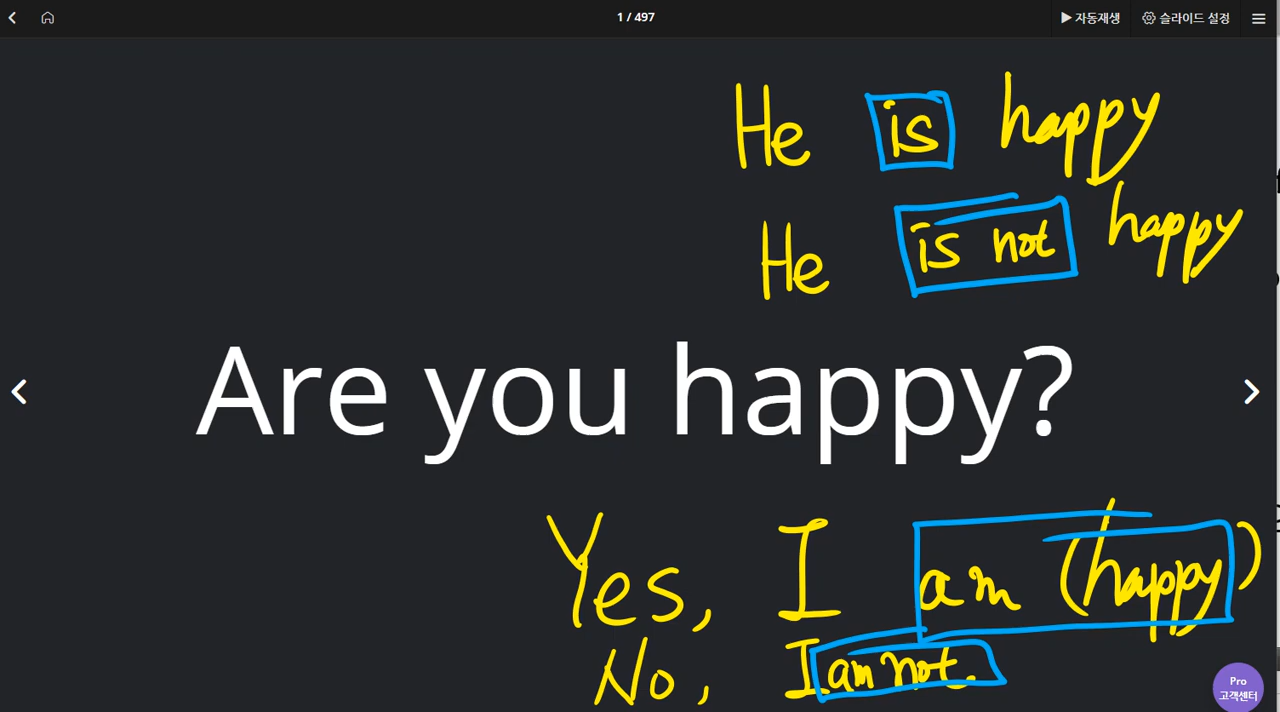 1 / 497
자동재생
슬라이드 설정
He is happy
He is not happy
Are you happy?
Yes, I am (happy)
No, I am not.
Pro
고객센터